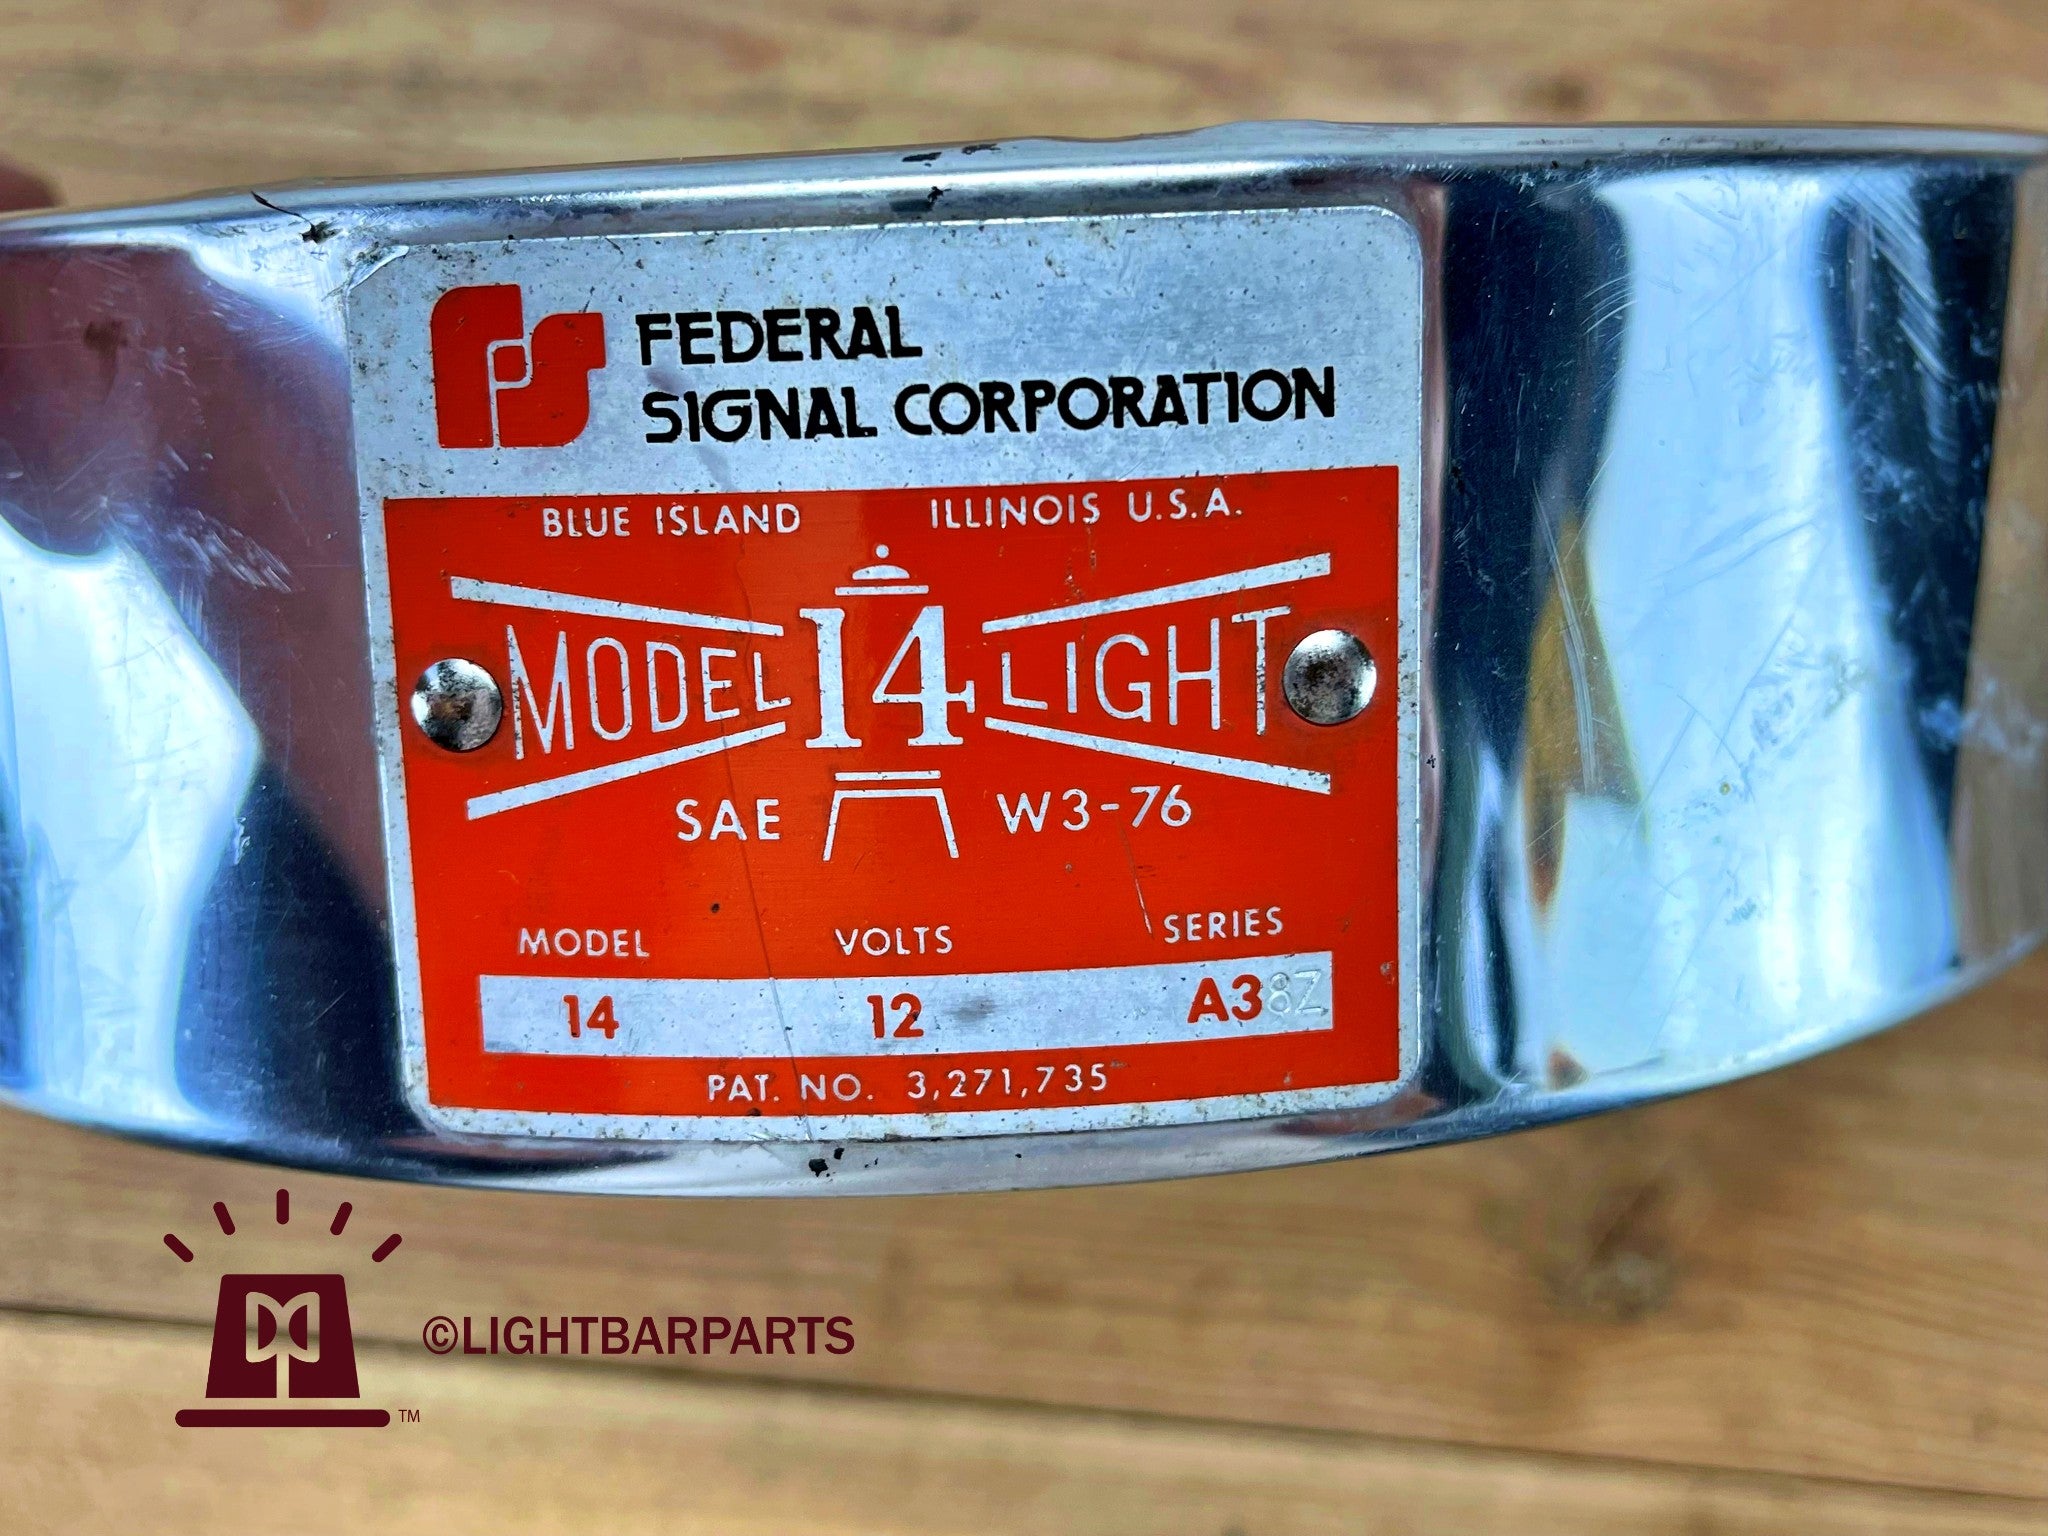 FEDERAL
SIGNAL CORPORATION
BLUE ISLAND ILLINOIS U.S.A.
MODEL 14 LIGHT
SAE W3-76
MODEL VOLTS SERIES
14 12 A38Z
PAT. NO. 3,271,735
©LIGHTBARPARTS
TM